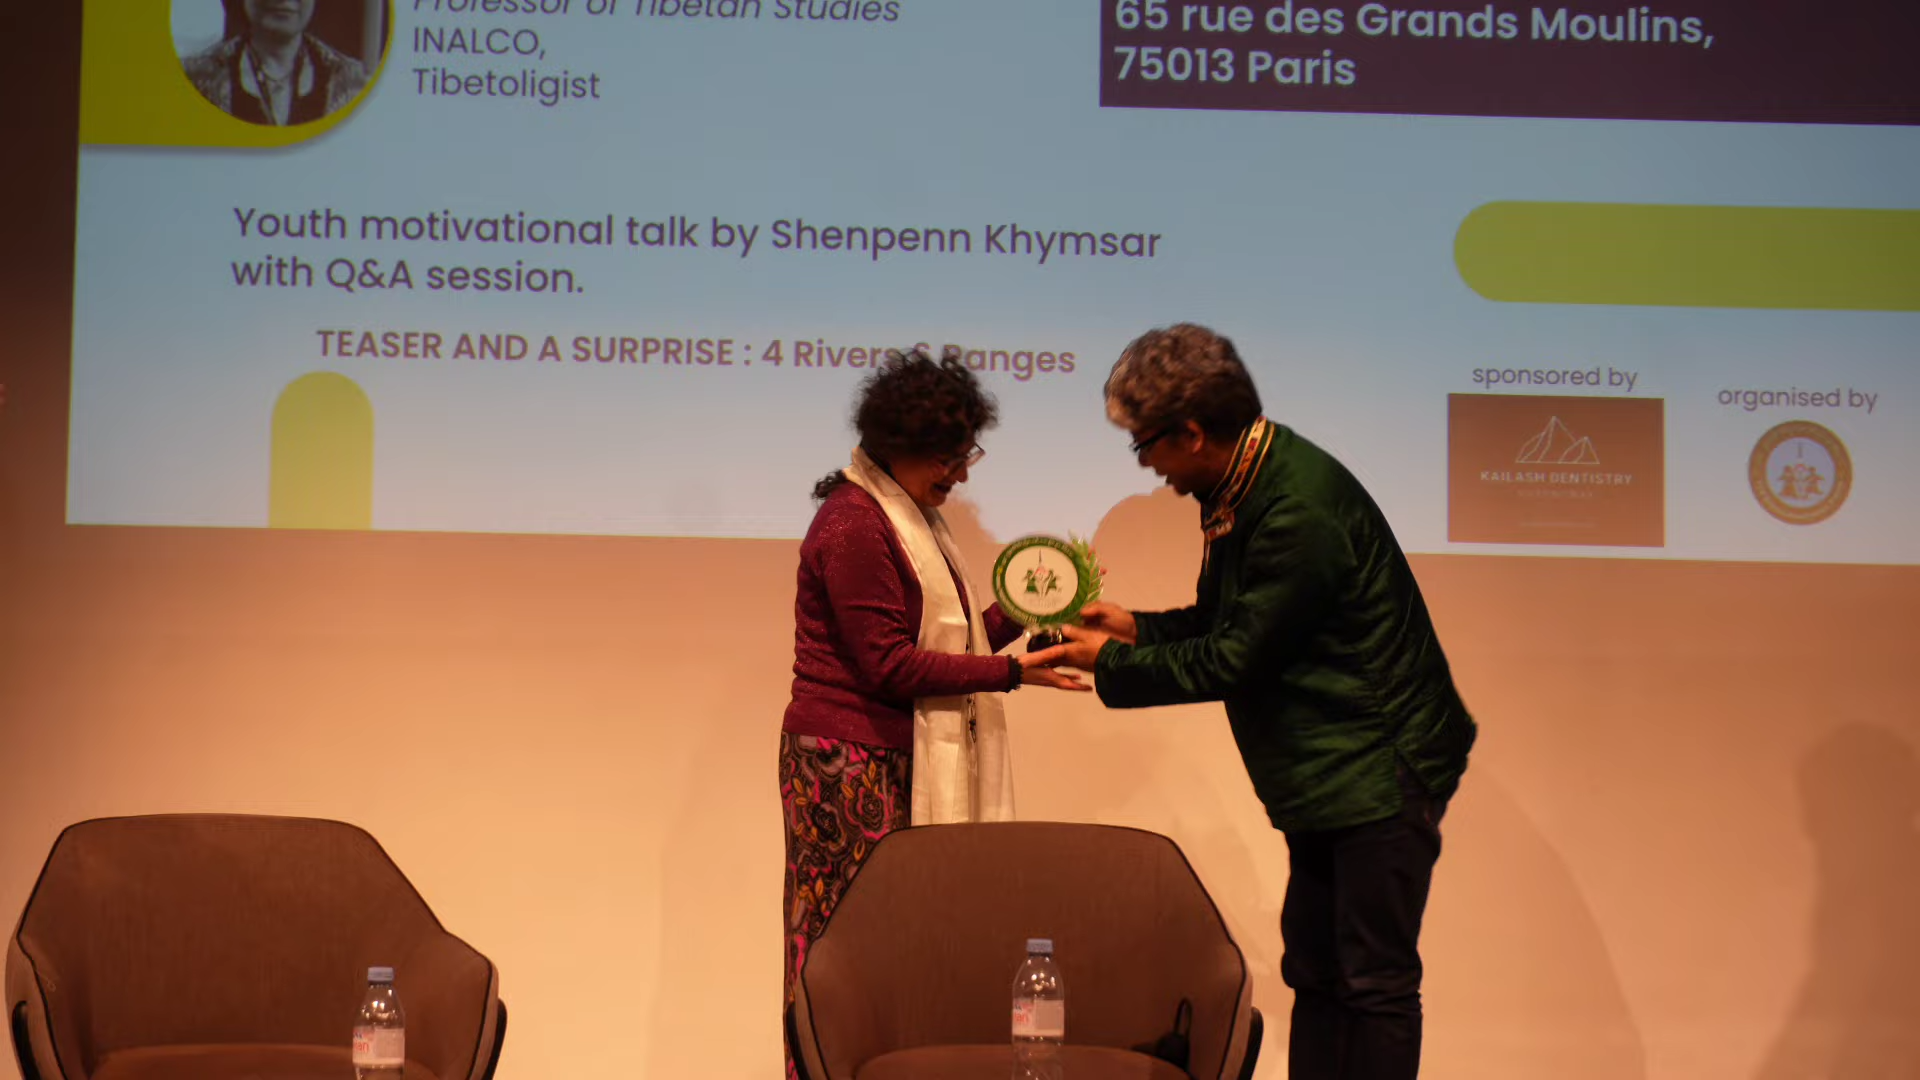 Professor of Tibetan Studies
INALCO,
Tibetoligist
65 rue des Grands Moulins,
75013 Paris
Youth motivational talk by Shenpenn Khymsar
with Q&A session.
TEASER AND A SURPRISE : 4 Rivers 6 Ranges
sponsored by
KAILASH DENTISTRY
organised by